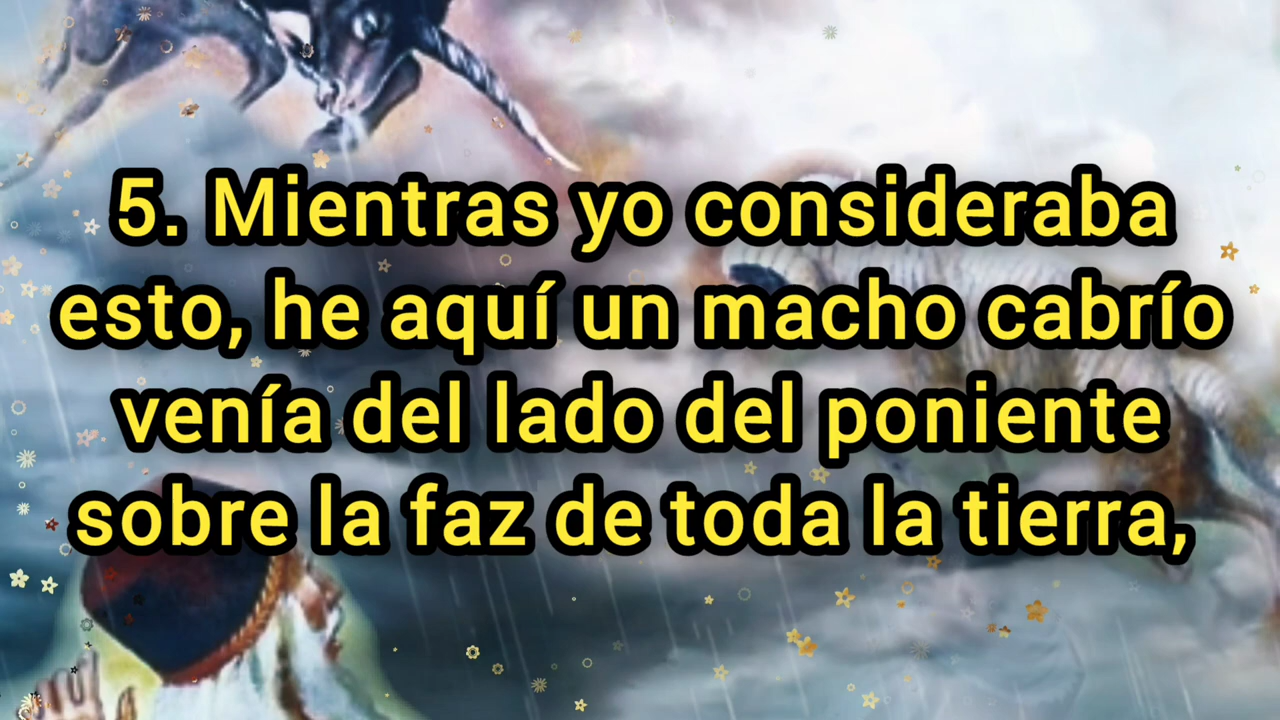 5. Mientras yo consideraba
esto, he aquí un macho cabrío
venía del lado del poniente
sobre la faz de toda la tierra,